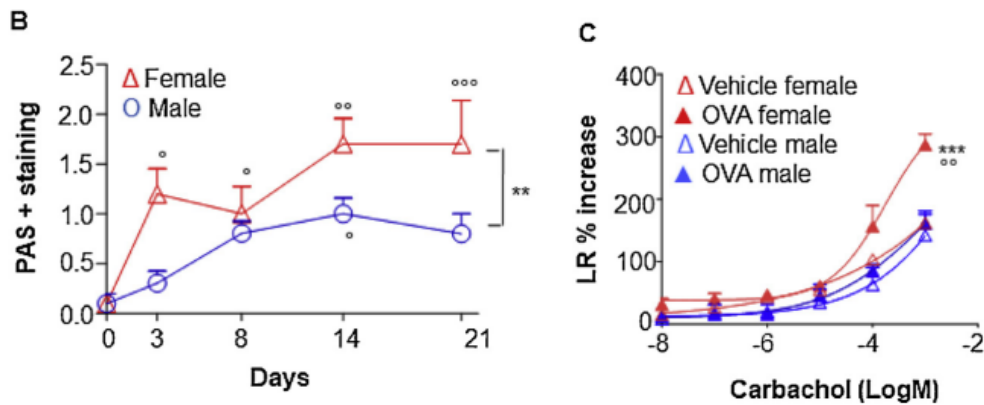 B
PAS + staining
2.5
2.0
1.5
1.0
0.5
0.0
Female
Male
°
°
°°
°
°°°
**
0 3 8 14 21
Days
C
LR % increase
400
300
200
100
0
Vehicle female
OVA female
Vehicle male
OVA male
***
°°
-8 -6 -4 -2
Carbachol (LogM)